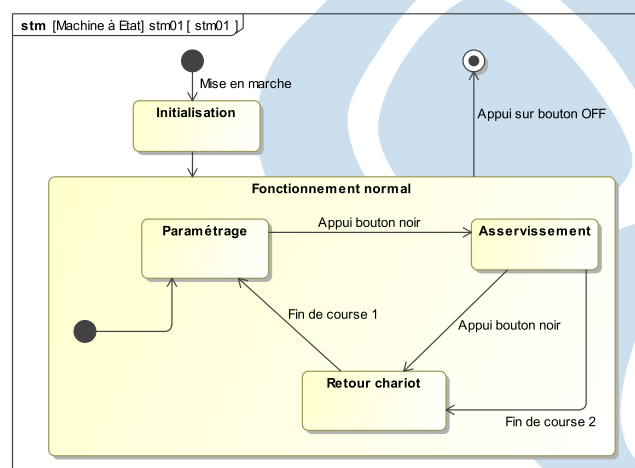 stm [Machine à Etat] stm01 [ stm01 ]
Mise en marche
Initialisation
Appui sur bouton OFF
Fonctionnement normal
Paramétrage
Appui bouton noir
Asservissement
Fin de course 1
Appui bouton noir
Retour chariot
Fin de course 2